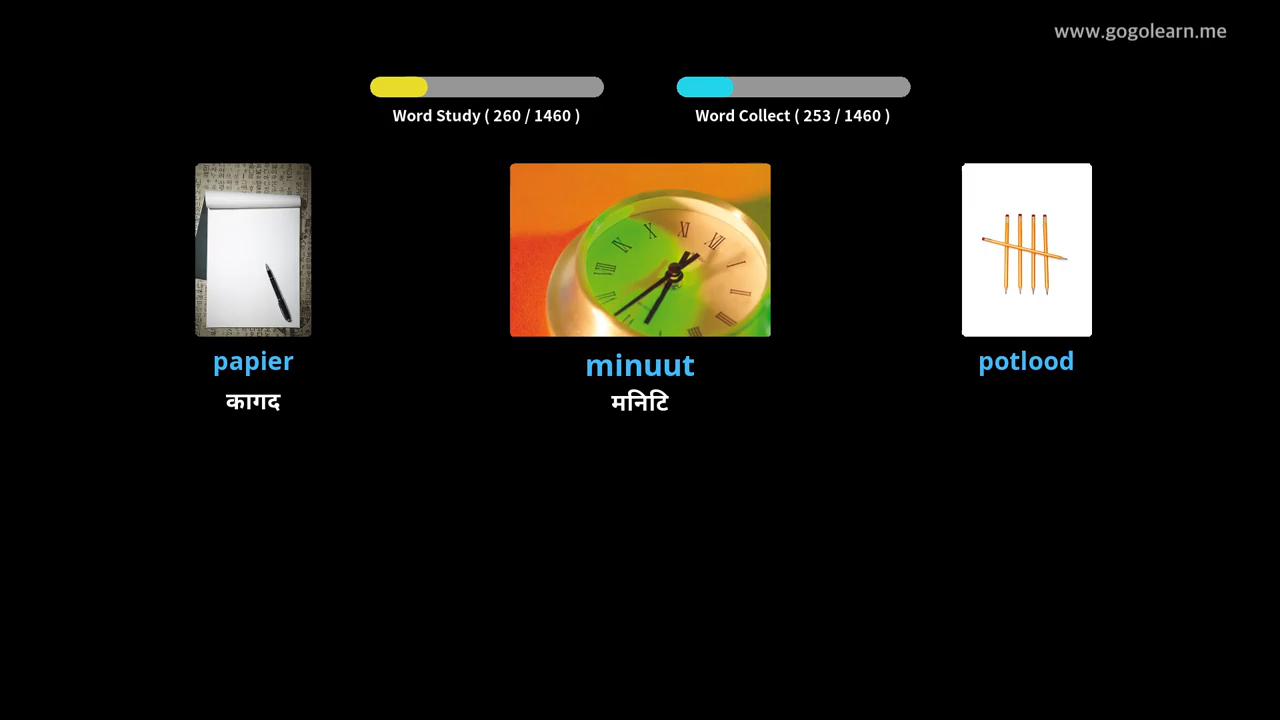 www.gogolearn.me
Word Study ( 260 / 1460 )
Word Collect ( 253 / 1460 )
papier
minuut
potlood
कागद
मनिटि